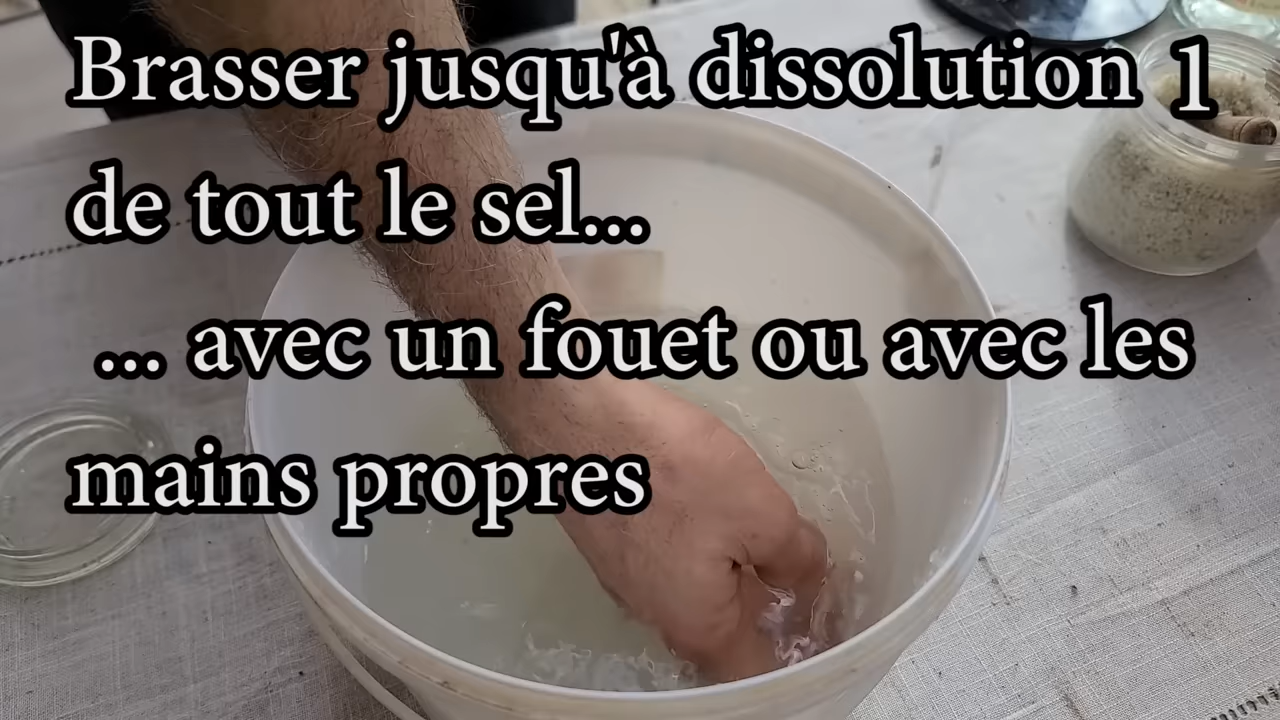 Brasser jusqu'à dissolution 1
de tout le sel...
... avec un fouet ou avec les
mains propres